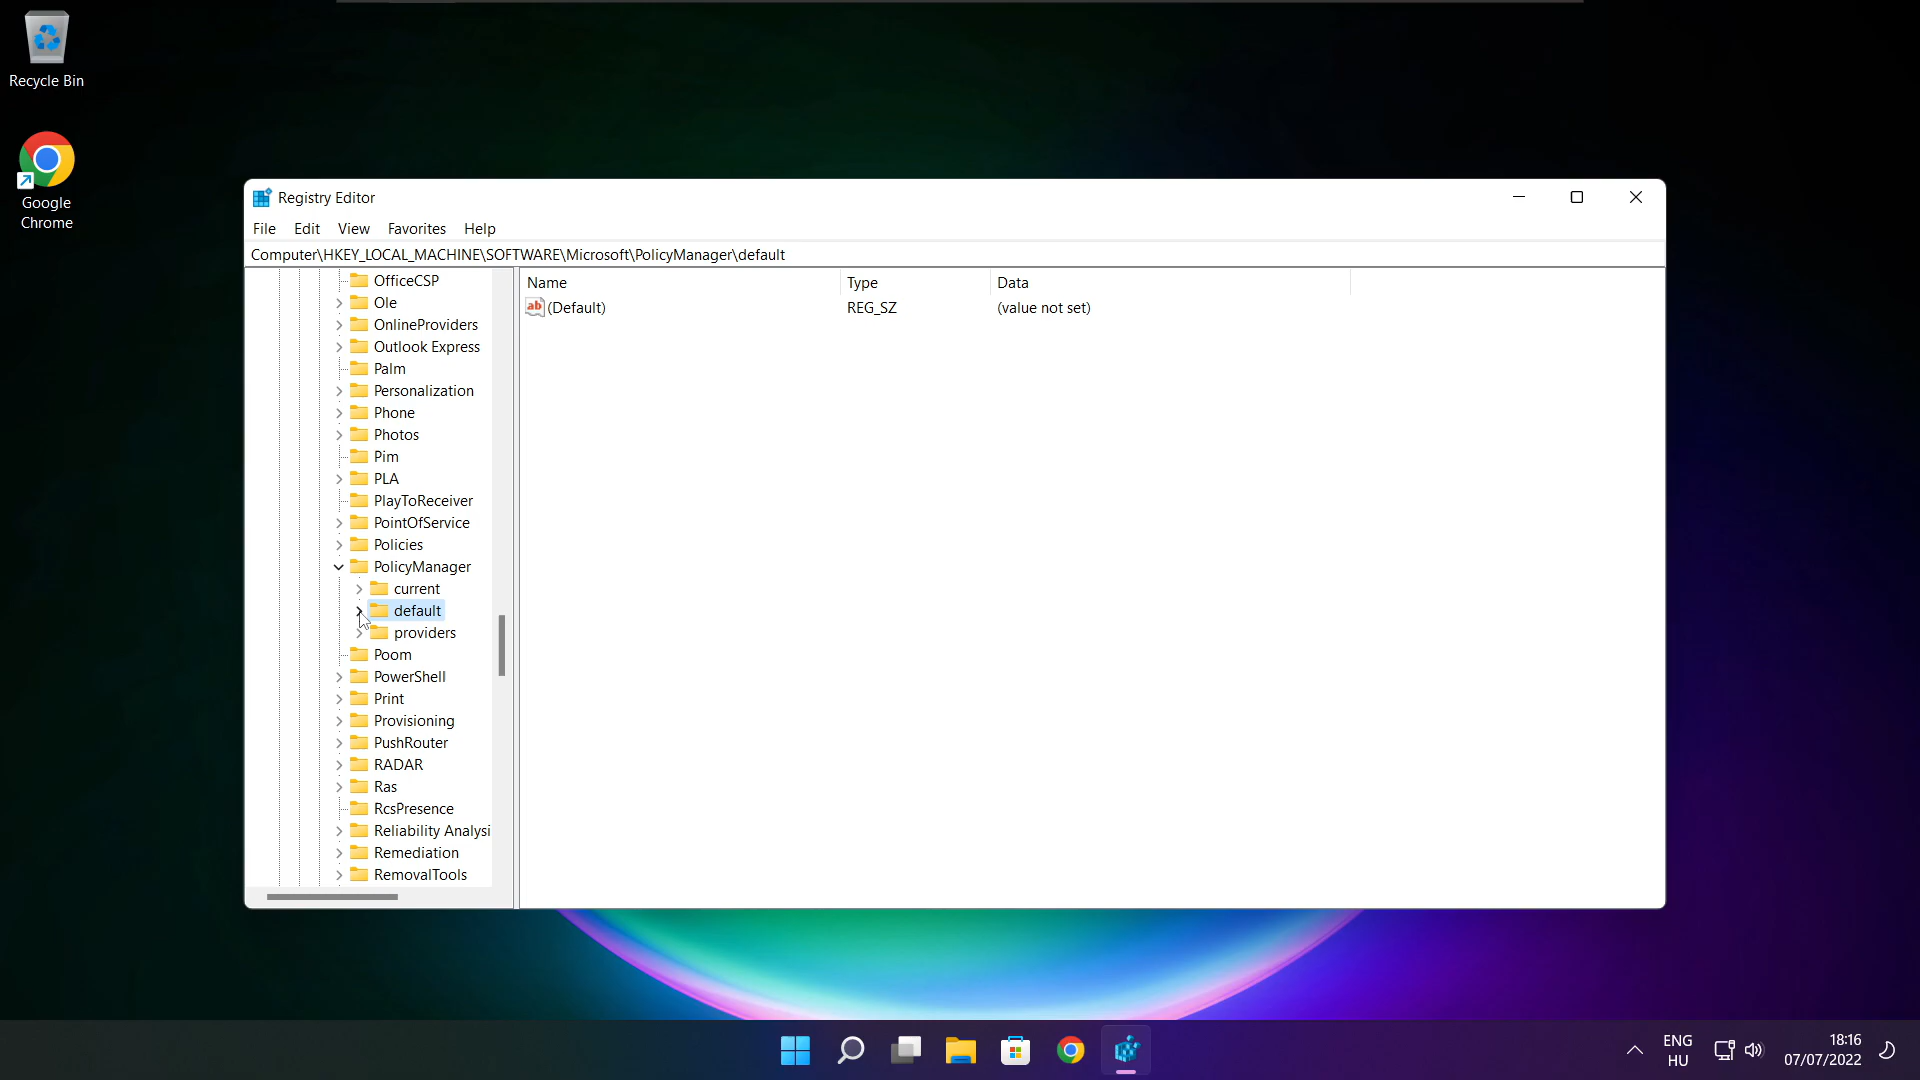 Recycle Bin
Google
Chrome
Registry Editor
File Edit View Favorites Help
Computer\HKEY_LOCAL_MACHINE\SOFTWARE\Microsoft\PolicyManager\default
OfficeCSP
Ole
OnlineProviders
Outlook Express
Palm
Personalization
Phone
Photos
Pim
PLA
PlayToReceiver
PointOfService
Policies
PolicyManager
current
default
providers
Poom
PowerShell
Print
Provisioning
PushRouter
RADAR
Ras
RcsPresence
Reliability Analysi
Remediation
RemovalTools
Name Type Data
ab (Default) REG_SZ (value not set)
ENG
HU
18:16
07/07/2022